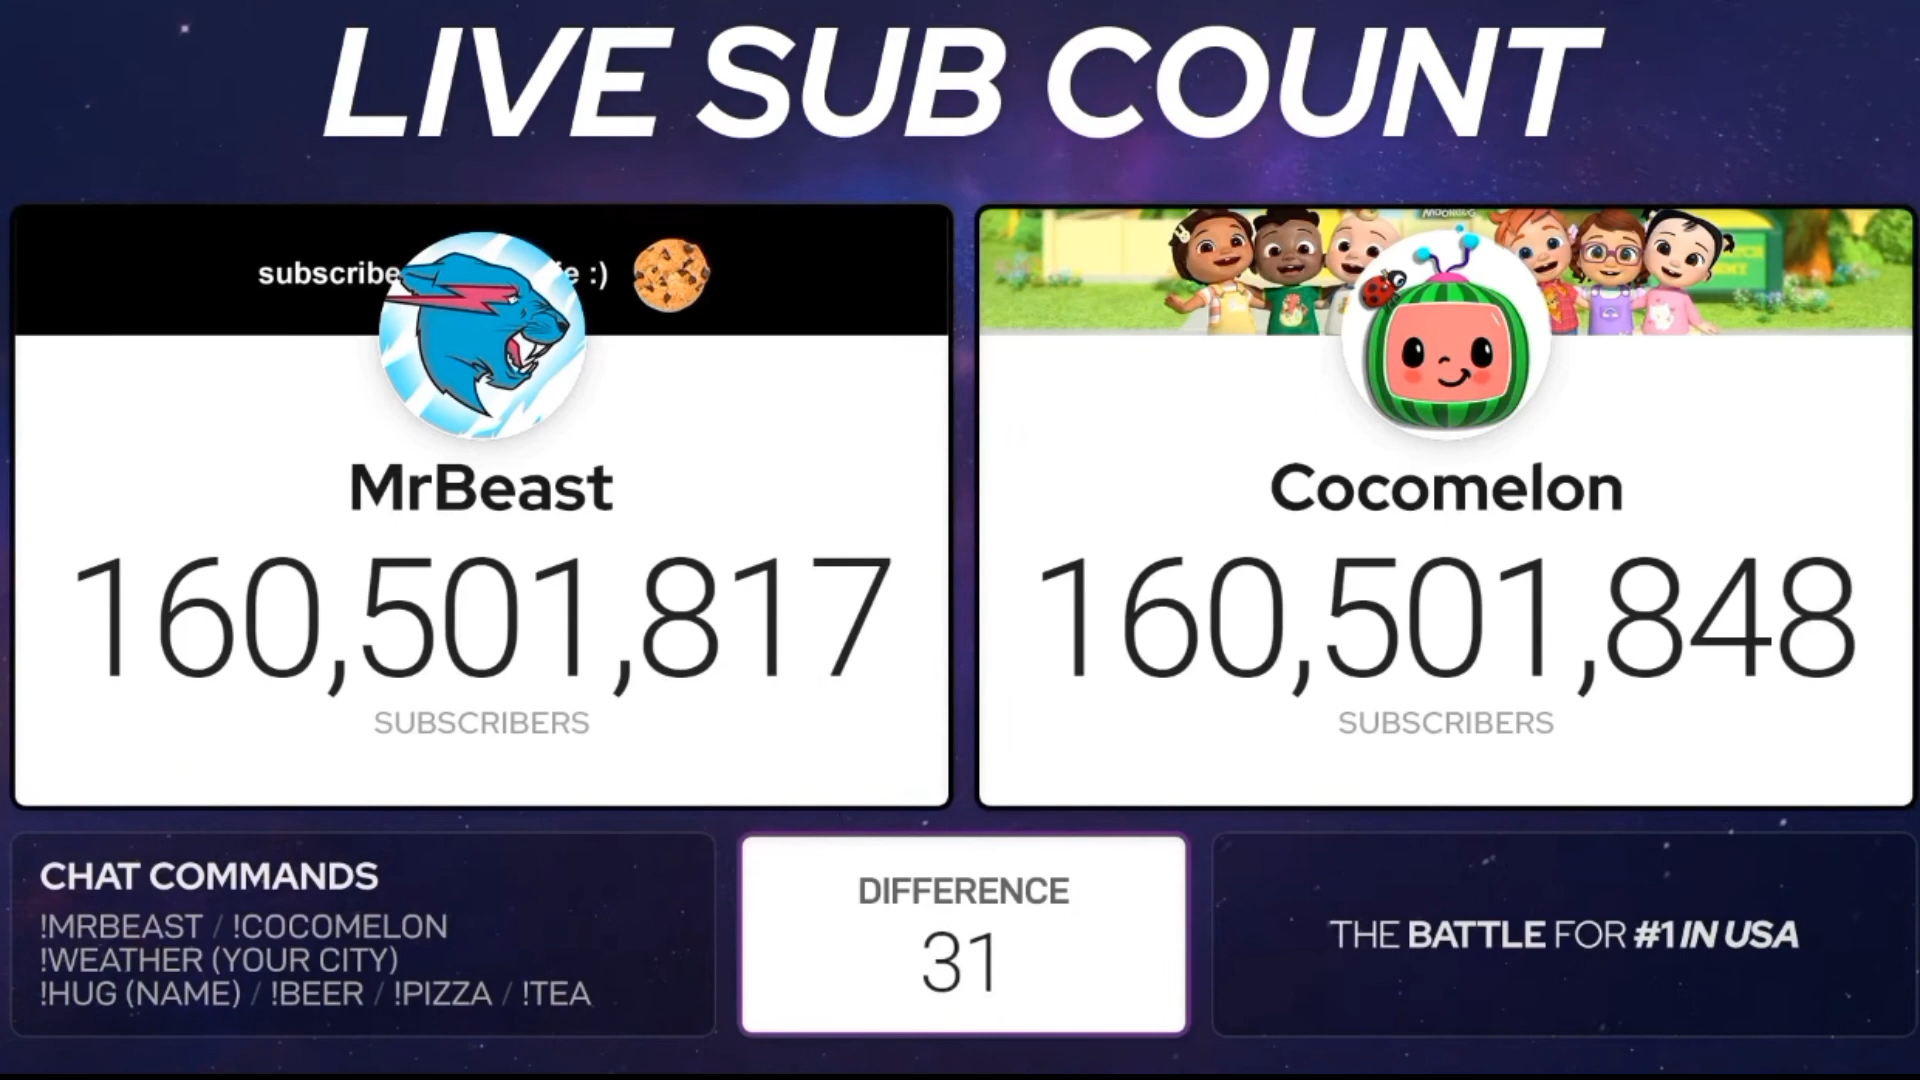 LIVE SUB COUNT
subscribe :)
MOONBUG
MrBeast
160,501,817
SUBSCRIBERS
Cocomelon
160,501,848
SUBSCRIBERS
CHAT COMMANDS
!MRBEAST / !COCOMELON
!WEATHER (YOUR CITY)
!HUG (NAME) / !BEER / !PIZZA / !TEA
DIFFERENCE
31
THE BATTLE FOR #1 IN USA